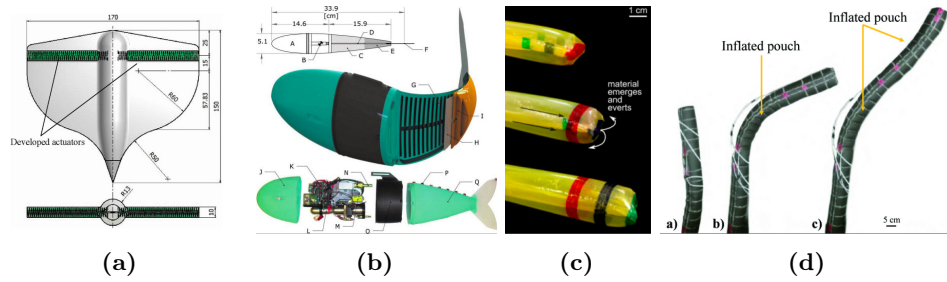 170
25
15
57.83
150
R60
R50
Developed actuators
R13
10
33.9
[cm]
14.6
15.9
5.1
A
B
C
D
E
F
G
H
I
J
K
L
M
N
O
P
Q
1 cm
material
emerges
and
everts
Inflated pouch
Inflated
pouch
a)
b)
c)
5 cm
(a)
(b)
(c)
(d)